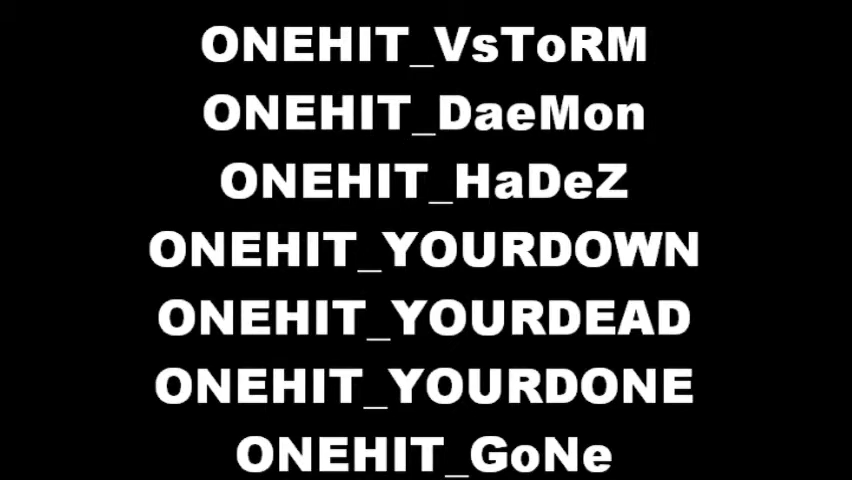 ONEHIT_VsToRM
ONEHIT_DaeMon
ONEHIT_HaDeZ
ONEHIT_YOURDOWN
ONEHIT_YOURDEAD
ONEHIT_YOURDONE
ONEHIT_GoNe